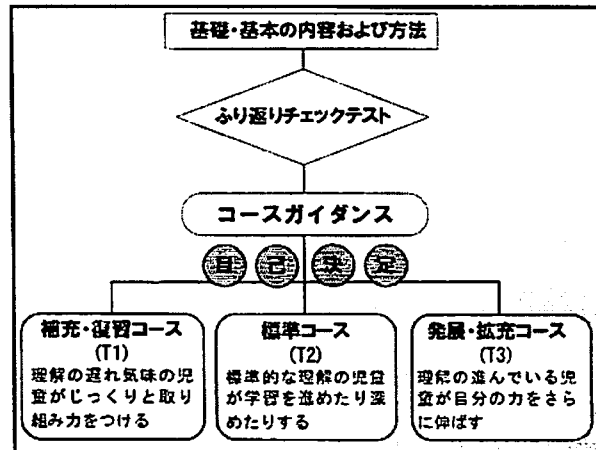 基礎・基本の内容および方法
ふり返りチェックテスト
コースガイダンス
自己決定
補充・復習コース
(T1)
理解の遅れ気味の児
童がじっくりと取り
組み力をつける
標準コース
(T2)
標準的な理解の児童
が学習を進めたり深
めたりする
発展・拡充コース
(T3)
理解の進んでいる児
童が自分の力をさら
に伸ばす